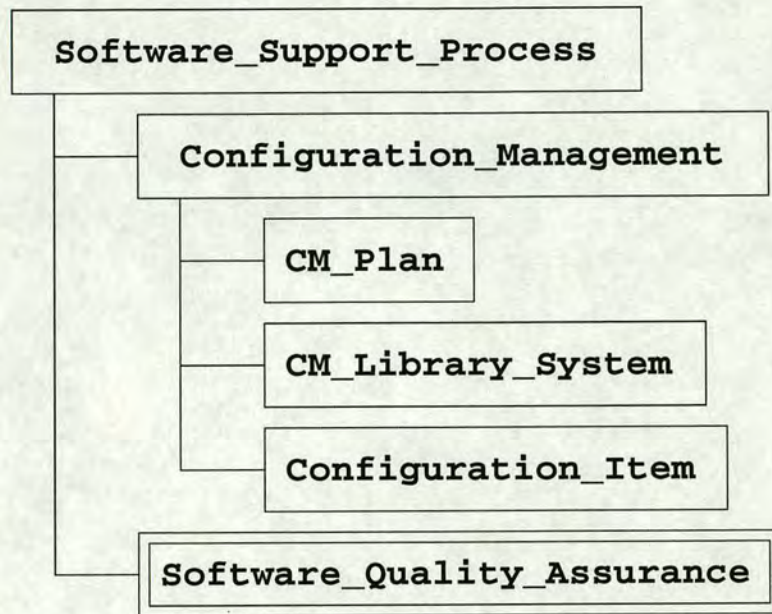 Software_Support_Process
Configuration_Management
CM_Plan
CM_Library_System
Configuration_Item
Software_Quality_Assurance